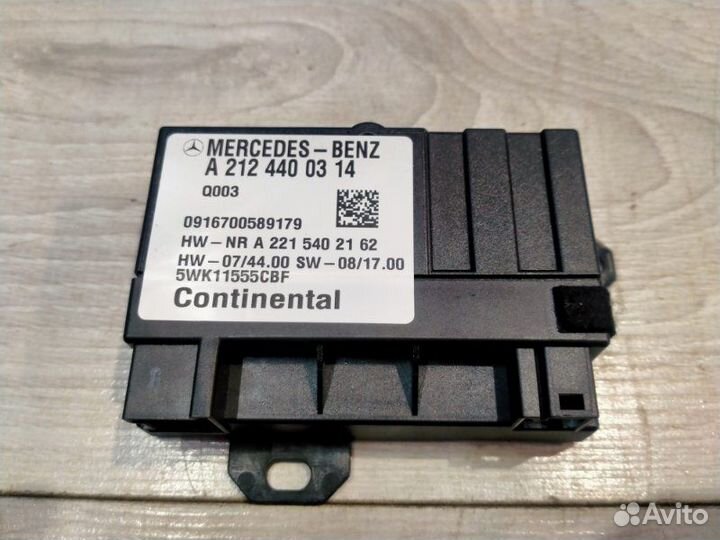 MERCEDES-BENZ
A 212 440 03 14
Q003
0916700589179
HW-NR A 221 540 21 62
HW-07/44.00 SW-08/17.00
5WK11555CBF
Continental
Avito